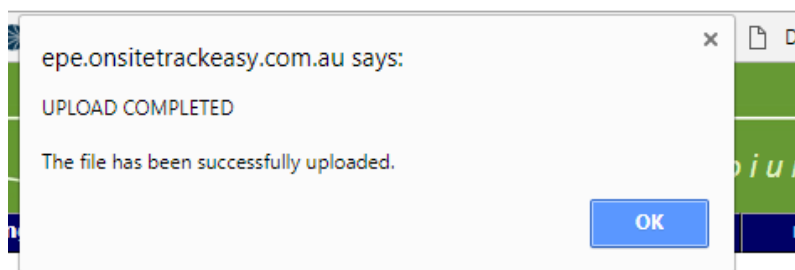 epe.onsitetrackeasy.com.au says:
UPLOAD COMPLETED
The file has been successfully uploaded.
OK